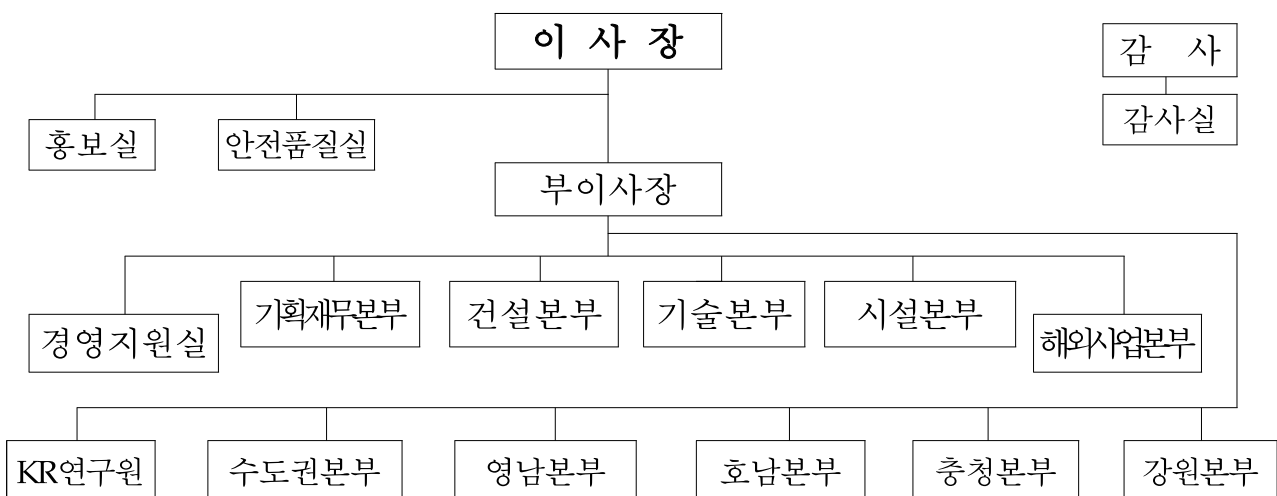 이 사 장
감 사
감사실
홍보실
안전품질실
부이사장
경영지원실
기획재무본부
건설본부
기술본부
시설본부
해외사업본부
KR연구원
수도권본부
영남본부
호남본부
충청본부
강원본부